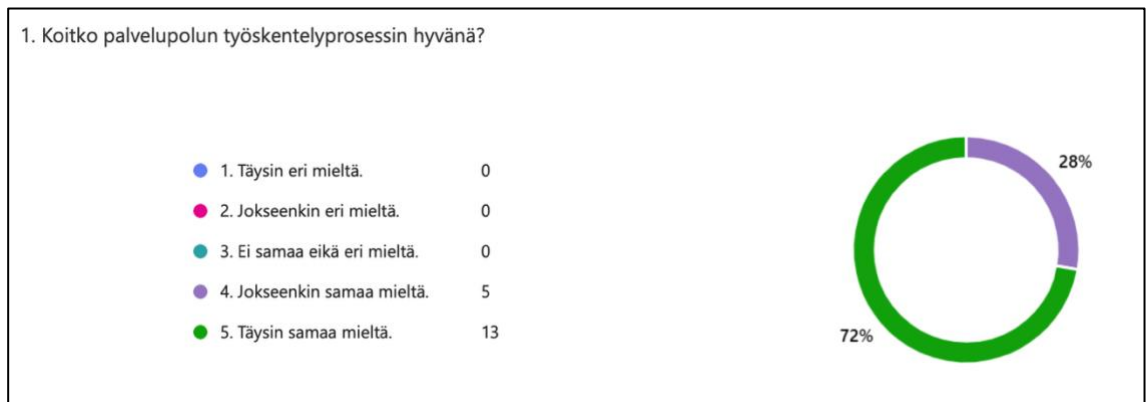 1. Koitko palvelupolun työskentelyprosessin hyvänä?
1. Täysin eri mieltä. 0
2. Jokseenkin eri mieltä. 0
3. Ei samaa eikä eri mieltä. 0
4. Jokseenkin samaa mieltä. 5
5. Täysin samaa mieltä. 13
28%
72%